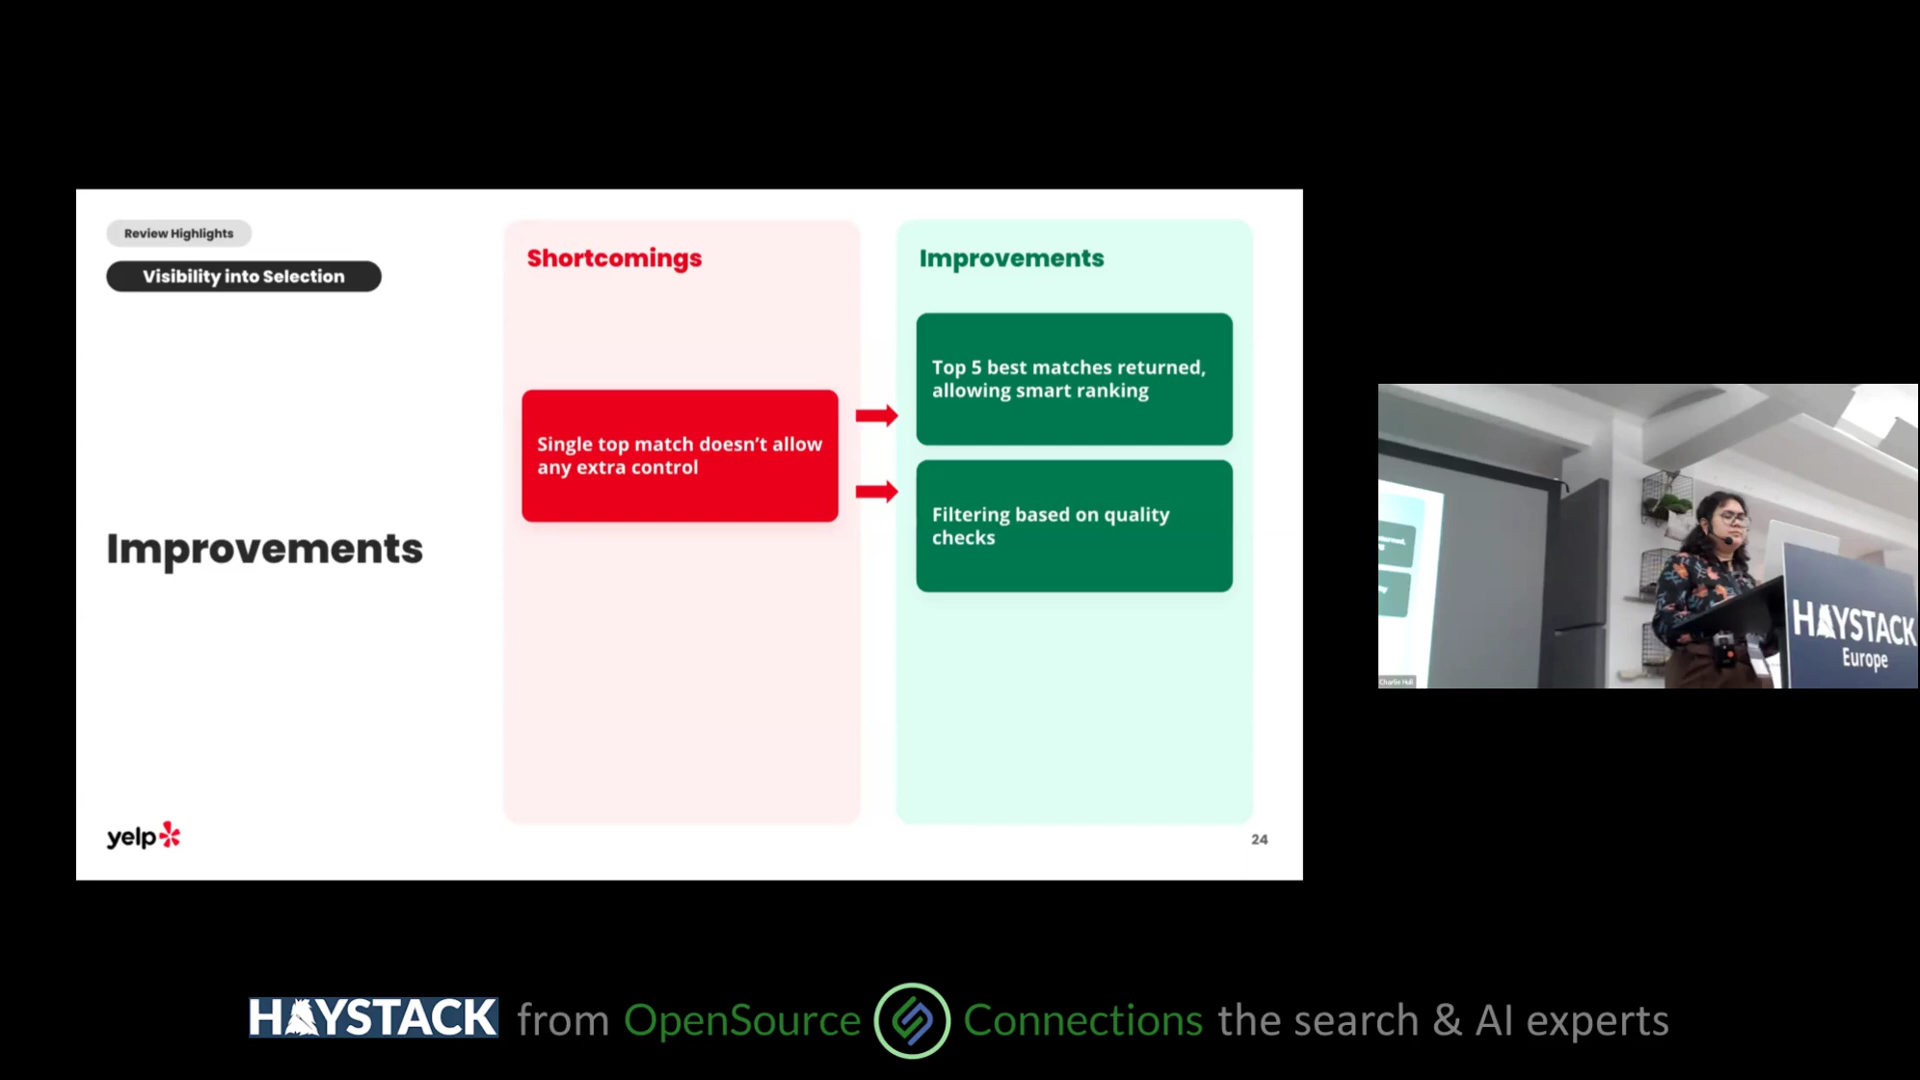 Review Highlights
Visibility into Selection
Improvements
yelp
Shortcomings
Single top match doesn’t allow
any extra control
Improvements
Top 5 best matches returned,
allowing smart ranking
Filtering based on quality
checks
24
HAYSTACK
Europe
Charlie Hull
HAYSTACK from OpenSource Connections the search & AI experts